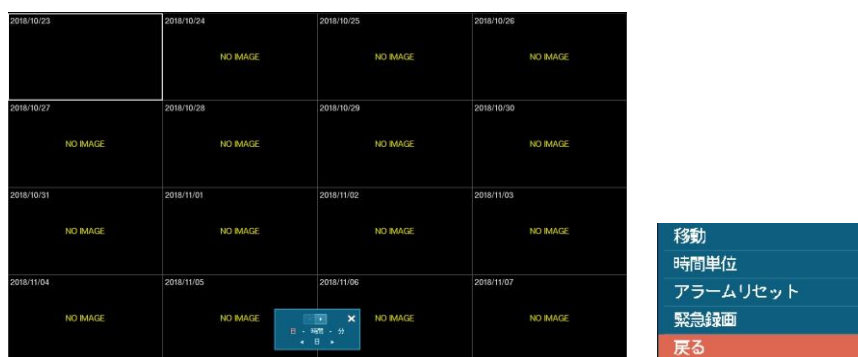 2018/10/23 2018/10/24 2018/10/25 2018/10/26
NO IMAGE NO IMAGE NO IMAGE
2018/10/27 2018/10/28 2018/10/29 2018/10/30
NO IMAGE NO IMAGE NO IMAGE NO IMAGE
2018/10/31 2018/11/01 2018/11/02 2018/11/03
NO IMAGE NO IMAGE NO IMAGE NO IMAGE
2018/11/04 2018/11/05 2018/11/06 2018/11/07
NO IMAGE NO IMAGE NO IMAGE NO IMAGE
日 - 時間 - 分
日
移動
時間単位
アラームリセット
緊急録画
戻る